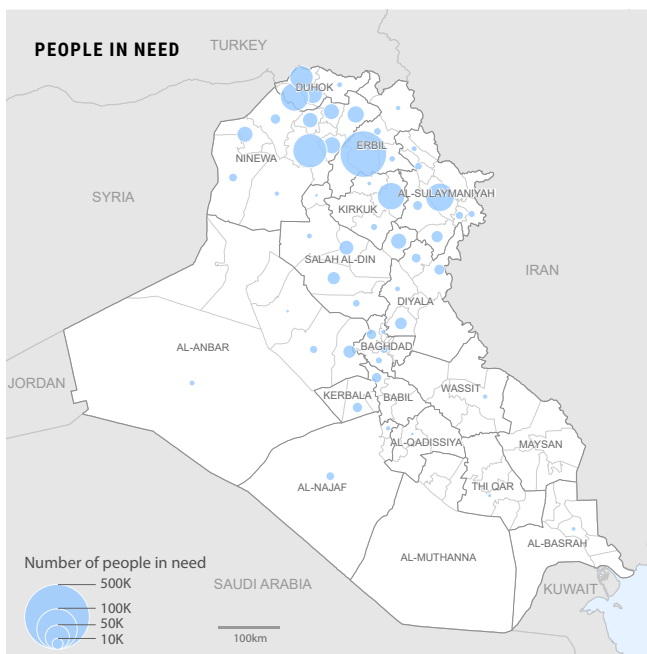 TURKEY
PEOPLE IN NEED
DUHOK
ERBIL
NINEWA
AL-SULAYMANIYAH
SYRIA
KIRKUK
SALAH AL-DIN
IRAN
DIYALA
AL-ANBAR
BAGHDAD
JORDAN
WASSIT
KERBALA
BABIL
AL-QADISSIYA
MAYSAN
AL-NAJAF
THI QAR
AL-BASRAH
AL-MUTHANNA
Number of people in need
500K
SAUDI ARABIA
KUWAIT
100K
50K
10K
100km